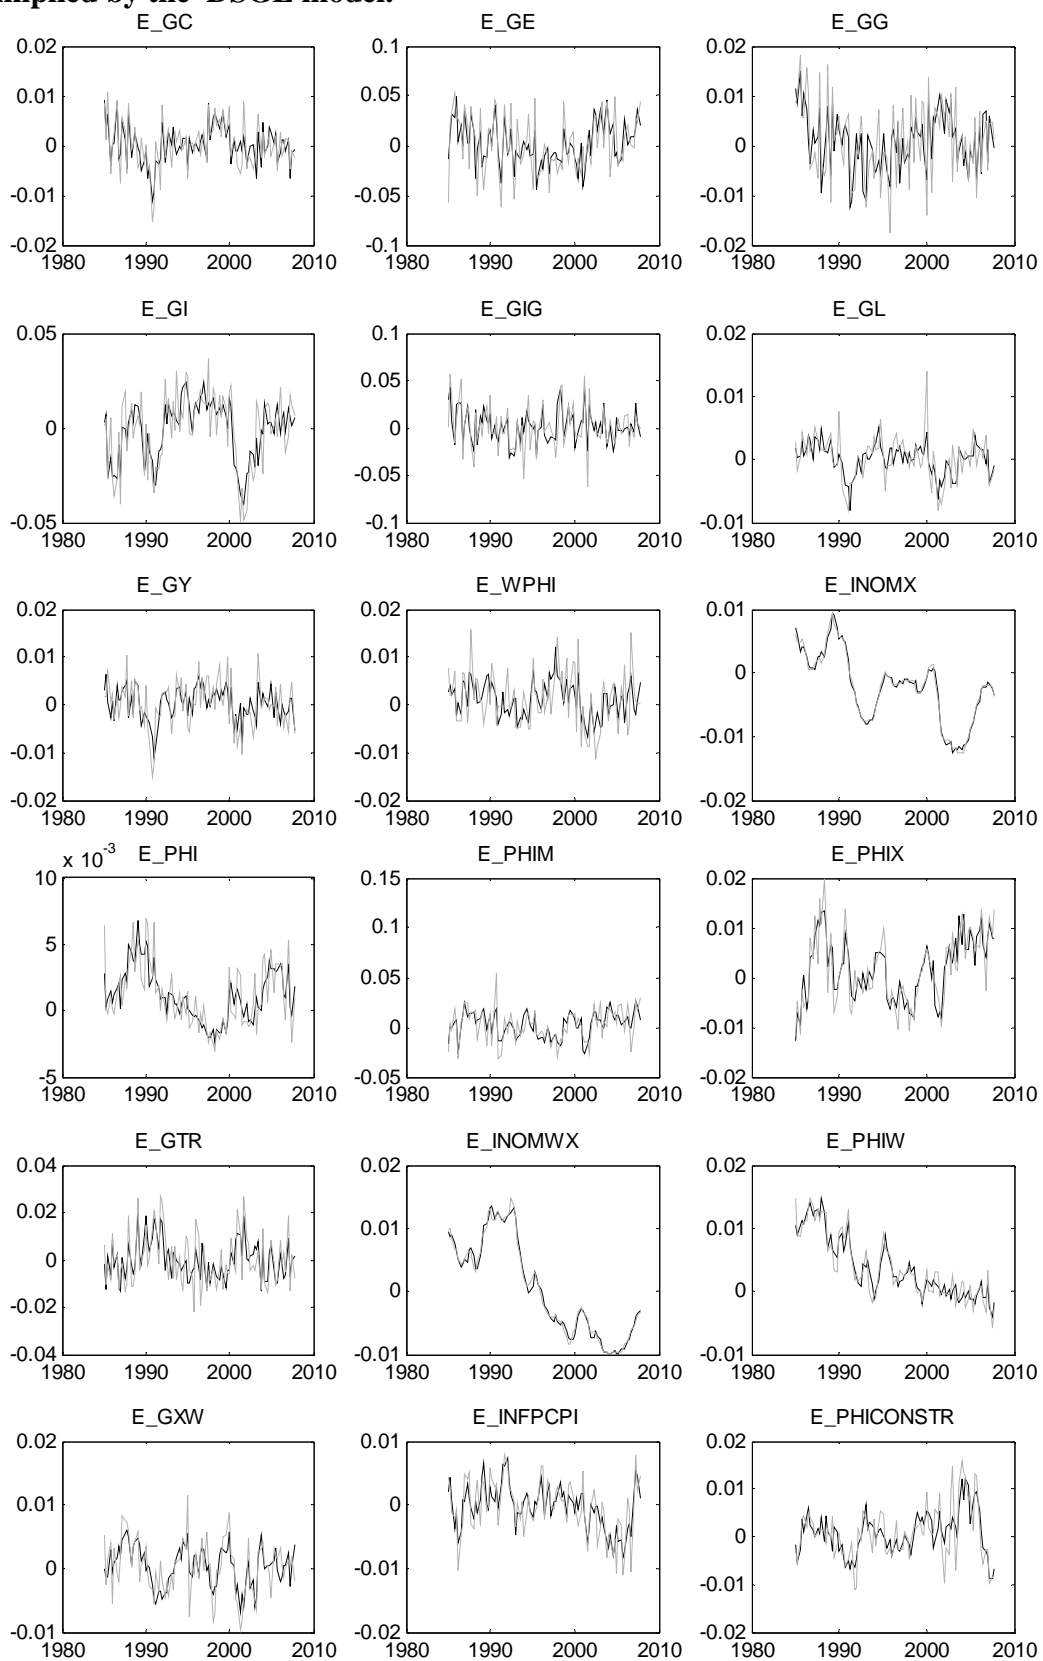 implied by the DSGE model.
E_GC E_GE E_GG
0.02 0.1 0.02
0.01 0.05 0.01
0 0 0
-0.01 -0.05 -0.01
-0.02 -0.1 -0.02
1980 1990 2000 2010 1980 1990 2000 2010 1980 1990 2000 2010
E_GI E_GIG E_GL
0.05 0.1 0.02
0.05 0.01
0 0 0
-0.05
-0.05 -0.1 -0.01
1980 1990 2000 2010 1980 1990 2000 2010 1980 1990 2000 2010
E_GY E_WPHI E_INOMX
0.02 0.02 0.01
0.01 0.01 0
0 0
-0.01 -0.01 -0.01
-0.02 -0.02 -0.02
1980 1990 2000 2010 1980 1990 2000 2010 1980 1990 2000 2010
x 10-3 E_PHI E_PHIM E_PHIX
10 0.15 0.02
5 0.1 0.01
0.05 0
0 0 -0.01
-5 -0.05 -0.02
1980 1990 2000 2010 1980 1990 2000 2010 1980 1990 2000 2010
E_GTR E_INOMWX E_PHIW
0.04 0.02 0.02
0.02 0.01 0.01
0 0 0
-0.02
-0.04 -0.01 -0.01
1980 1990 2000 2010 1980 1990 2000 2010 1980 1990 2000 2010
E_GXW E_INFPCPI E_PHICONSTR
0.02 0.01 0.02
0.01 0 0.01
0 -0.01 0
-0.01
-0.01 -0.02 -0.02
1980 1990 2000 2010 1980 1990 2000 2010 1980 1990 2000 2010